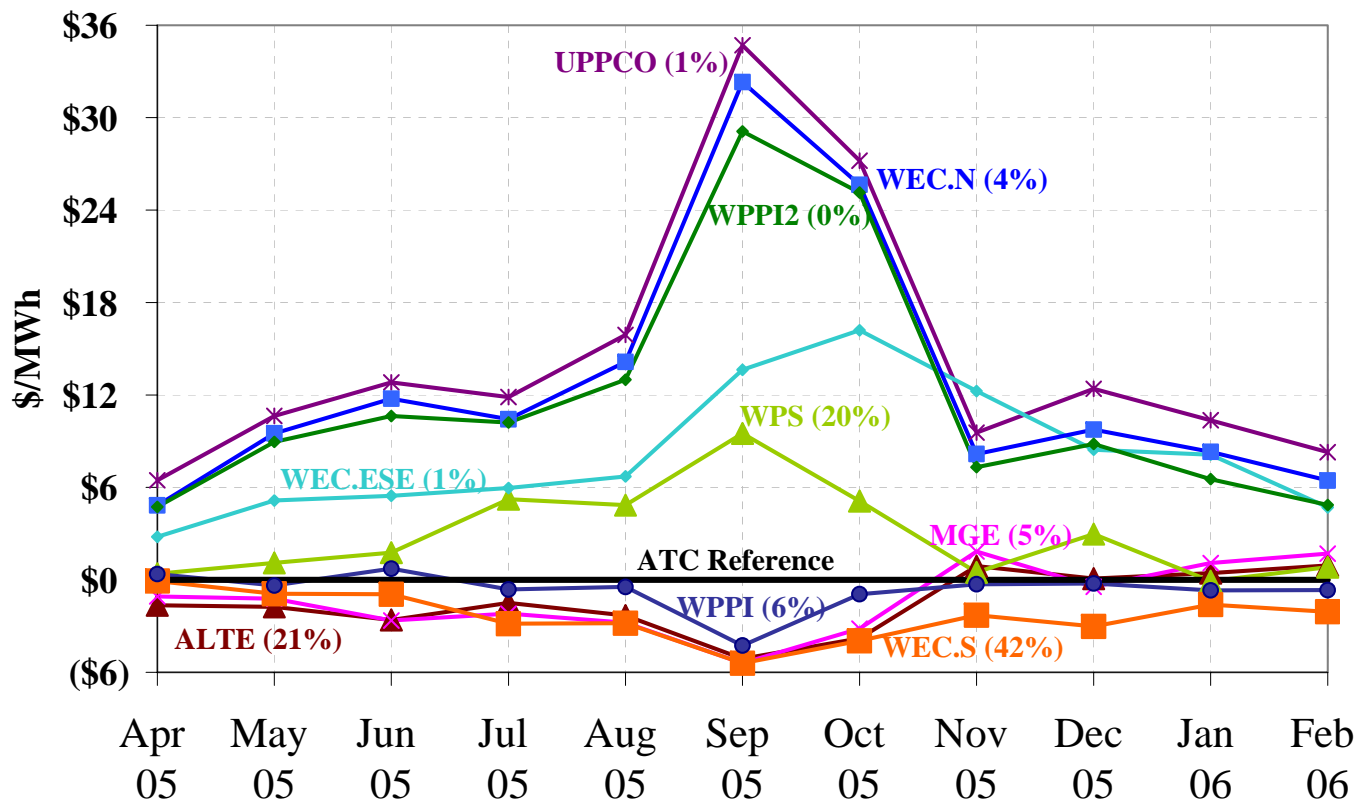 $36
$30
$24
$18
$12
$6
$0
($6)
$/MWh
UPPCO (1%)
WEC.N (4%)
WPPI2 (0%)
WPS (20%)
WEC.ESE (1%)
MGE (5%)
ATC Reference
WPPI (6%)
ALTE (21%)
WEC.S (42%)
Apr May Jun Jul Aug Sep Oct Nov Dec Jan Feb
05 05 05 05 05 05 05 05 05 06 06